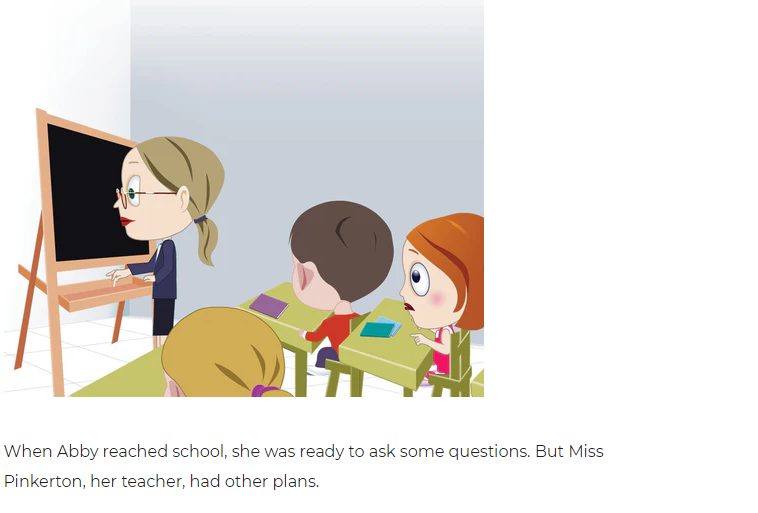 When Abby reached school, she was ready to ask some questions. But Miss
Pinkerton, her teacher, had other plans.